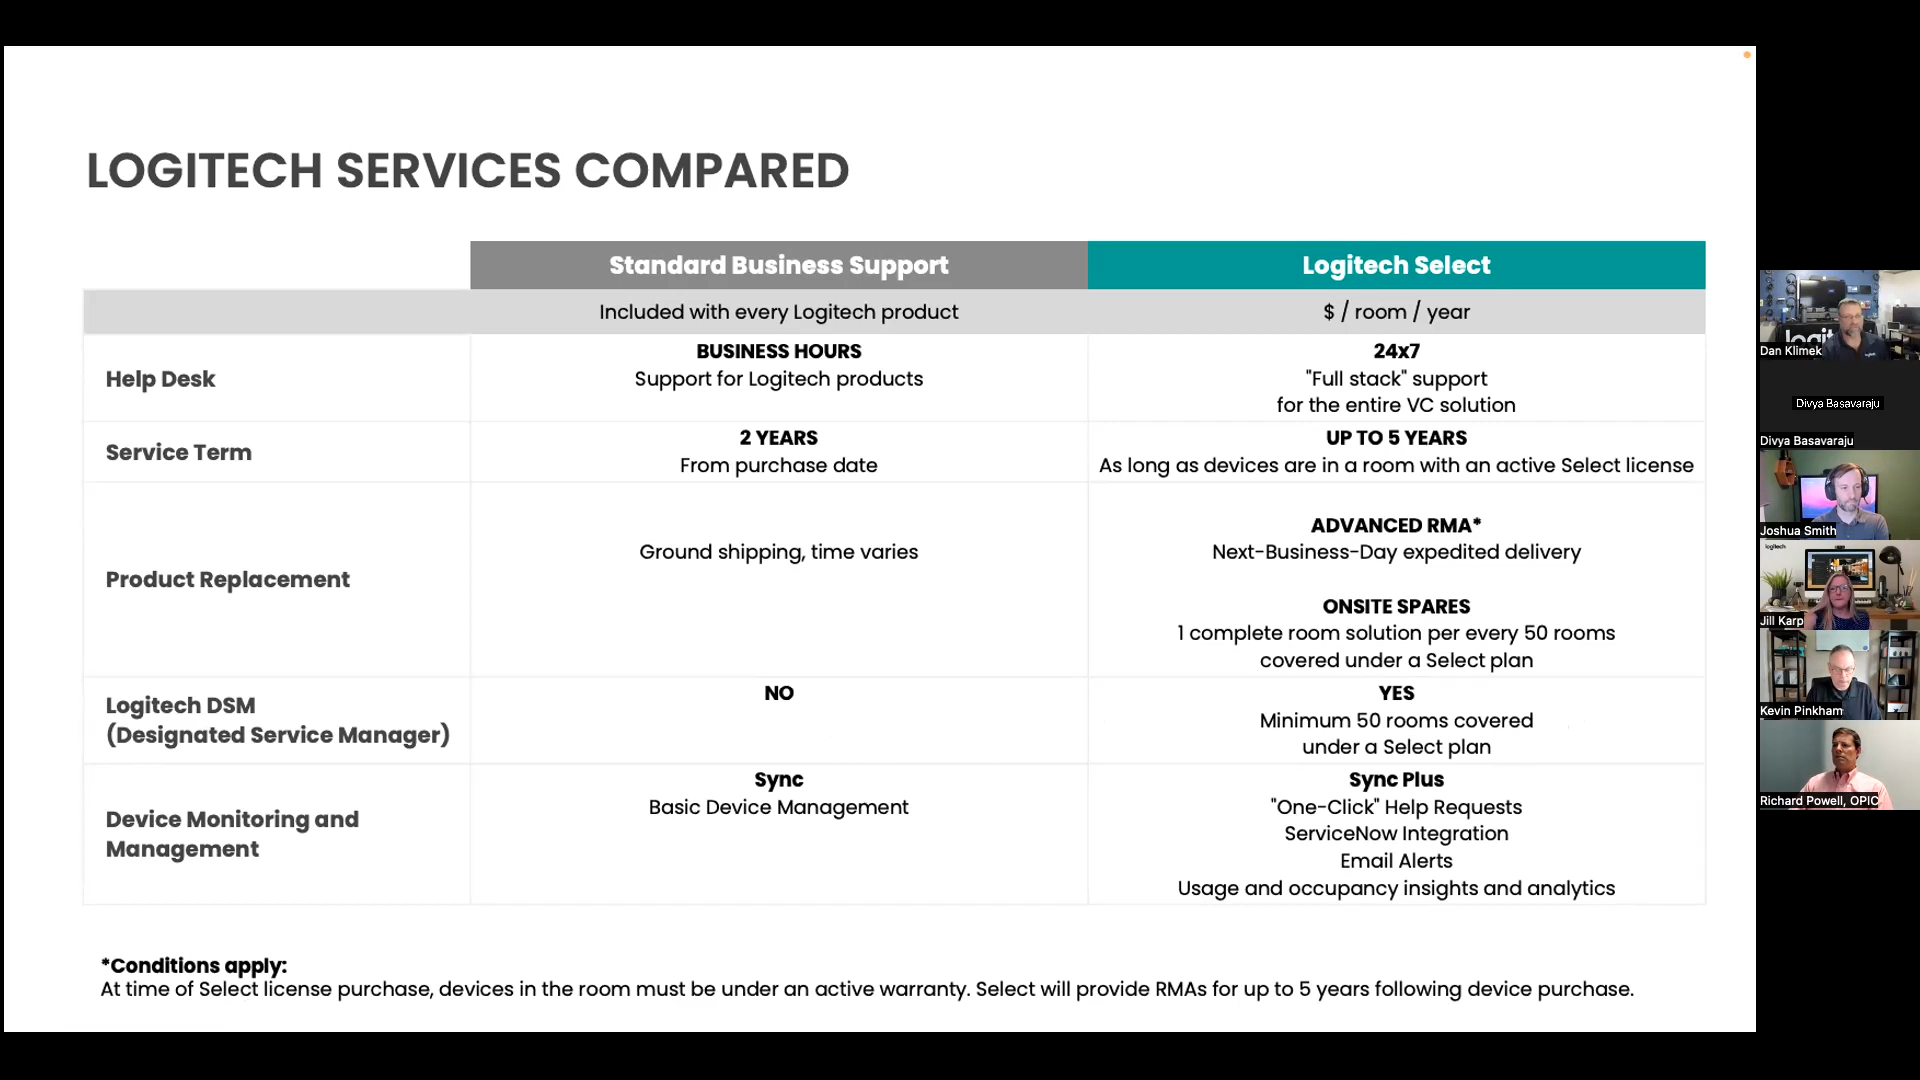 LOGITECH SERVICES COMPARED
Standard Business Support
Logitech Select
Included with every Logitech product
$ / room / year
Help Desk
BUSINESS HOURS
Support for Logitech products
24x7
"Full stack" support
for the entire VC solution
Service Term
2 YEARS
From purchase date
UP TO 5 YEARS
As long as devices are in a room with an active Select license
Product Replacement
Ground shipping, time varies
ADVANCED RMA*
Next-Business-Day expedited delivery
ONSITE SPARES
1 complete room solution per every 50 rooms
covered under a Select plan
Logitech DSM
(Designated Service Manager)
NO
YES
Minimum 50 rooms covered
under a Select plan
Device Monitoring and
Management
Sync
Basic Device Management
Sync Plus
"One-Click" Help Requests
ServiceNow Integration
Email Alerts
Usage and occupancy insights and analytics
*Conditions apply:
At time of Select license purchase, devices in the room must be under an active warranty. Select will provide RMAs for up to 5 years following device purchase.
logi
Dan Klimek
Divya Basavaraju
Divya Basavaraju
Joshua Smith
logitech
Jill Karp
Kevin Pinkham
Richard Powell, OPIC